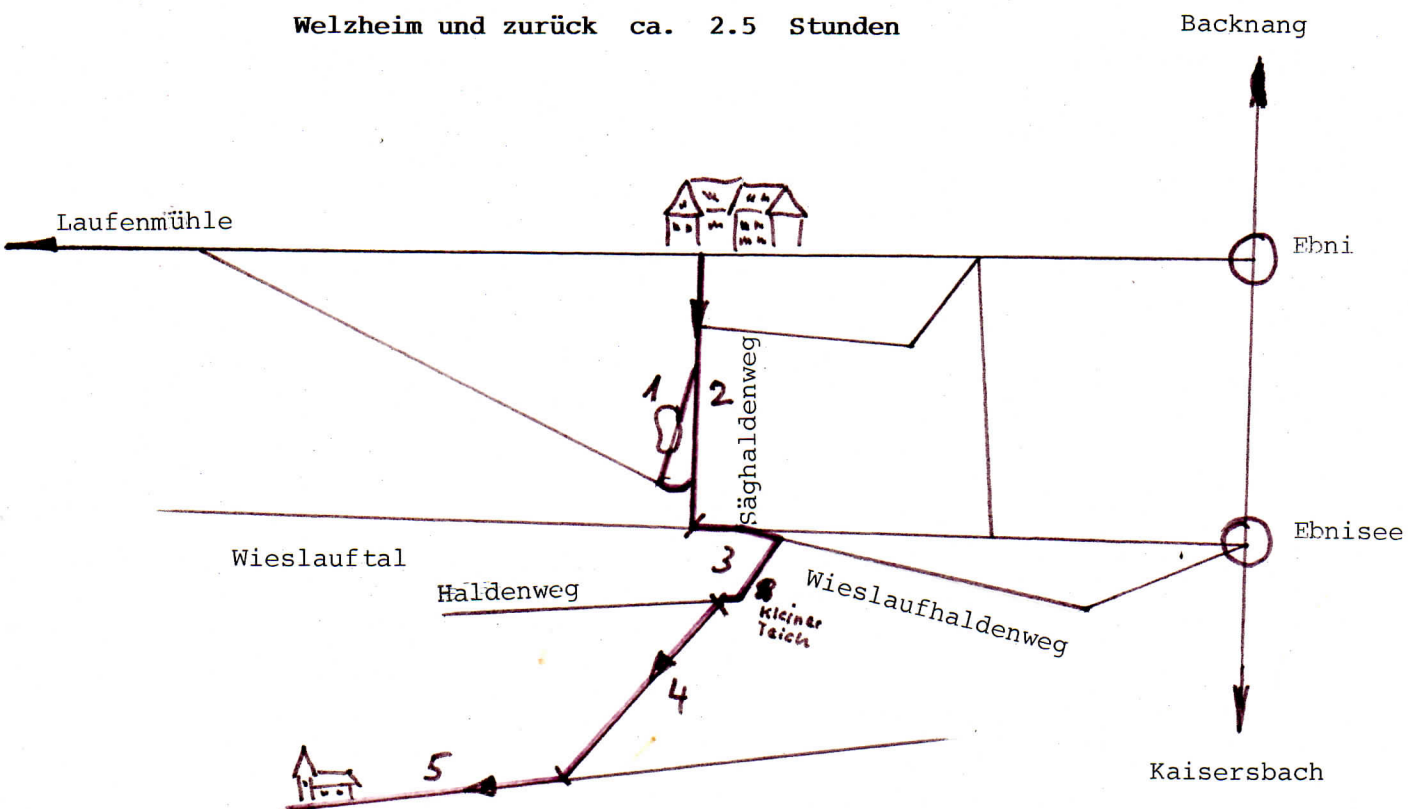 Welzheim und zurück ca. 2.5 Stunden
Backnang
Laufenmühle
Ebni
1
2
Säghaldenweg
Ebnisee
Wieslauftal
3
Haldenweg
Wieslaufhaldenweg
Kleiner
Teich
4
5
Kaisersbach